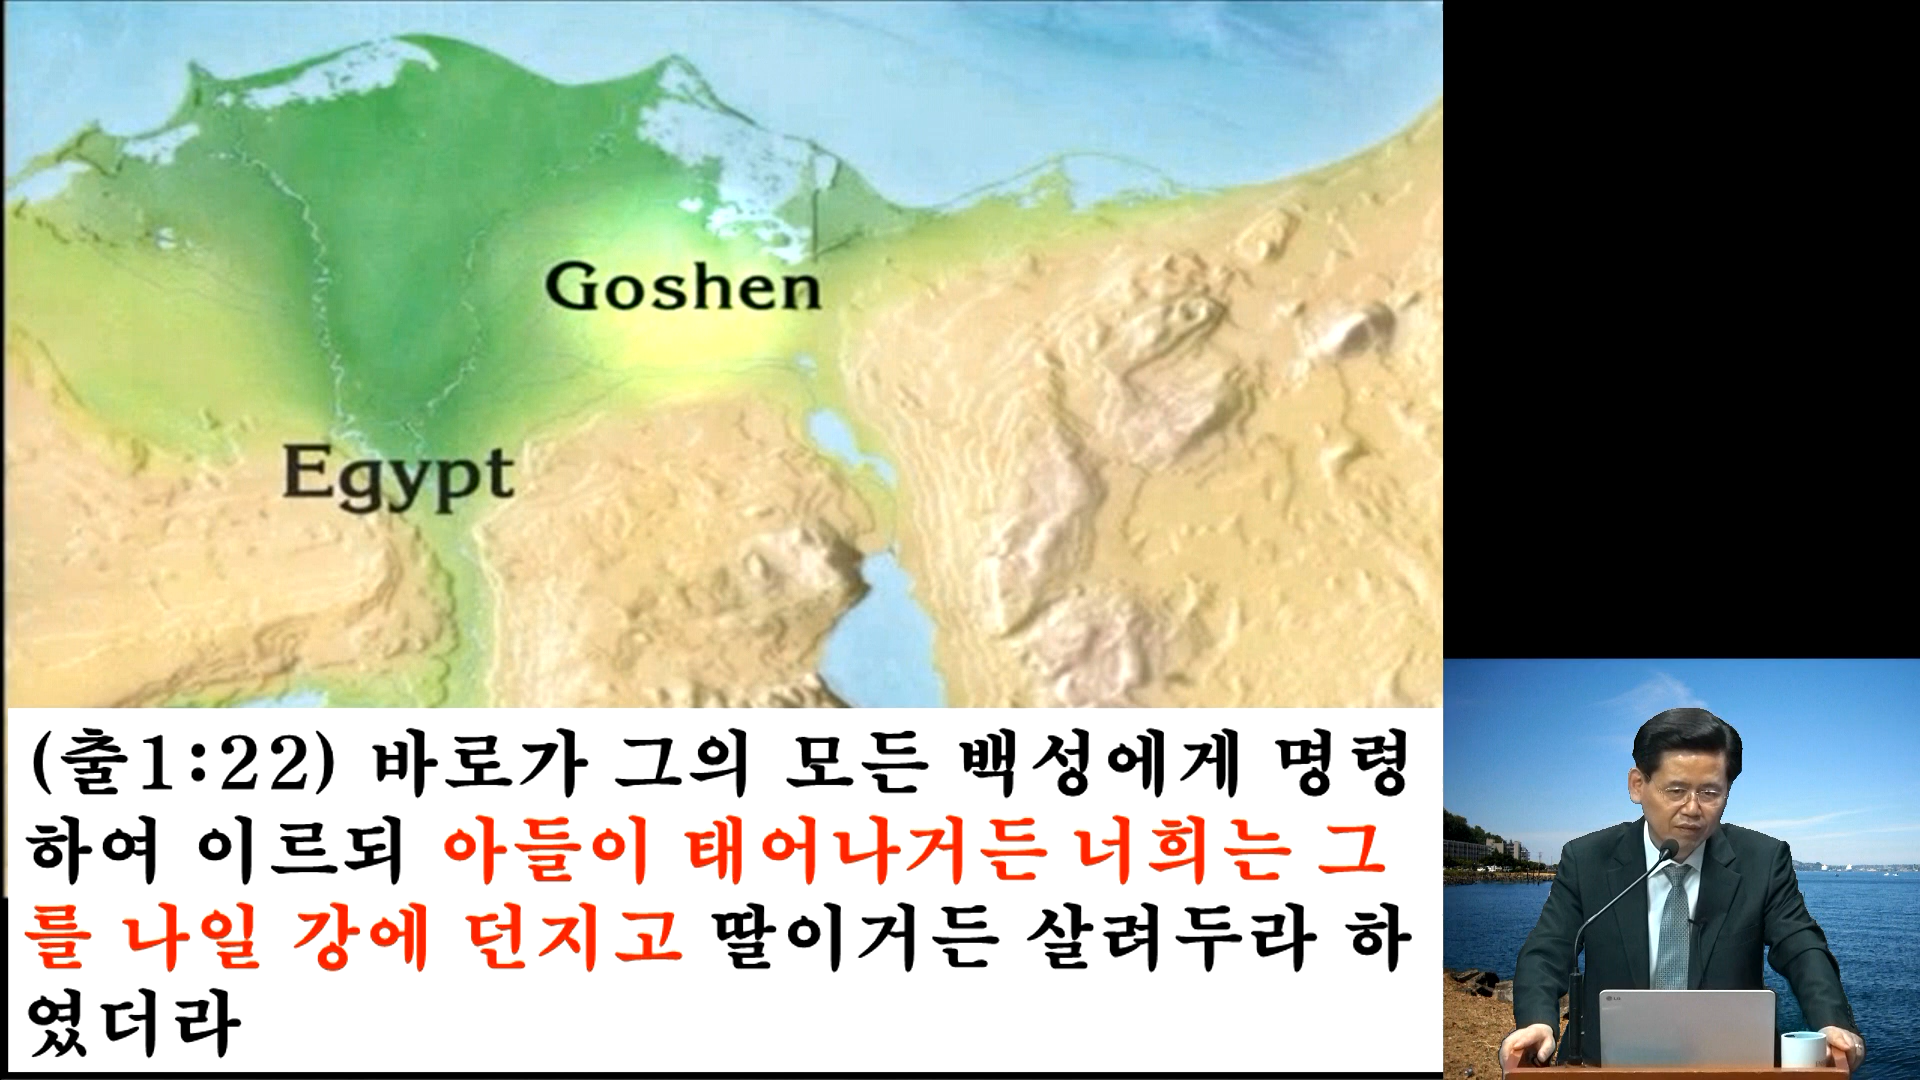 Goshen
Egypt
(출1:22) 바로가 그의 모든 백성에게 명령
하여 이르되 아들이 태어나거든 너희는 그
를 나일 강에 던지고 딸이거든 살려두라 하
였더라
LG